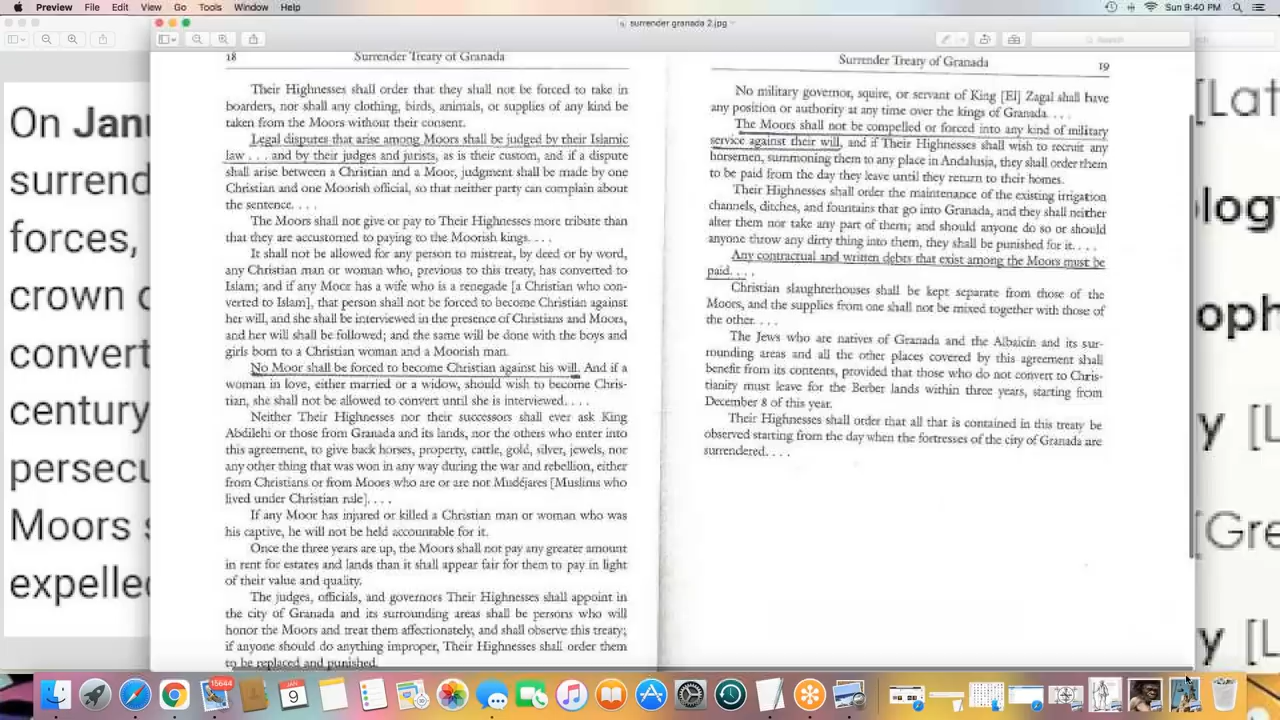 Preview File Edit View Go Tools Window Help
Sun 9:40 PM
surrender granada 2.jpg
Search
On Janu
surrend
forces,
crown o
convert
century
persecu
Moors s
expelled
18 Surrender Treaty of Granada
Their Highnesses shall order that they shall not be forced to take in
boarders, nor shall any clothing, birds, animals, or supplies of any kind be
taken from the Moors without their consent.
Legal disputes that arise among Moors shall be judged by their Islamic
law . . . and by their judges and jurists, as is their custom, and if a dispute
shall arise between a Christian and a Moor, judgment shall be made by one
Christian and one Moorish official, so that neither party can complain about
the sentence. . . .
The Moors shall not give or pay to Their Highnesses more tribute than
that they are accustomed to paying to the Moorish kings. . . .
It shall not be allowed for any person to mistreat, by deed or by word,
any Christian man or woman who, previous to this treaty, has converted to
Islam; and if any Moor has a wife who is a renegade [a Christian who con-
verted to Islam], that person shall not be forced to become Christian against
her will, and she shall be interviewed in the presence of Christians and Moors,
and her will shall be followed; and the same will be done with the boys and
girls born to a Christian woman and a Moorish man.
No Moor shall be forced to become Christian against his will. And if a
woman in love, either married or a widow, should wish to become Chris-
tian, she shall not be allowed to convert until she is interviewed. . . .
Neither Their Highnesses nor their successors shall ever ask King
Abdilehi or those from Granada and its lands, nor the others who enter into
this agreement, to give back horses, property, cattle, gold, silver, jewels, nor
any other thing that was won in any way during the war and rebellion, either
from Christians or from Moors who are or are not Mudéjares [Muslims who
lived under Christian rule]. . . .
If any Moor has injured or killed a Christian man or woman who was
his captive, he will not be held accountable for it.
Once the three years are up, the Moors shall not pay any greater amount
in rent for estates and lands than it shall appear fair for them to pay in light
of their value and quality.
The judges, officials, and governors Their Highnesses shall appoint in
the city of Granada and its surrounding areas shall be persons who will
honor the Moors and treat them affectionately, and shall observe this treaty;
if anyone should do anything improper, Their Highnesses shall order them
to be replaced and punished.
Surrender Treaty of Granada 19
No military governor, squire, or servant of King [El] Zagal shall have
any position or authority at any time over the kings of Granada. . . .
The Moors shall not be compelled or forced into any kind of military
service against their will, and if Their Highnesses shall wish to recruit any
horsemen, summoning them to any place in Andalusia, they shall order them
to be paid from the day they leave until they return to their homes.
Their Highnesses shall order the maintenance of the existing irrigation
channels, ditches, and fountains that go into Granada, and they shall neither
alter them nor take any part of them; and should anyone do so or should
anyone throw any dirty thing into them, they shall be punished for it. . . .
Any contractual and written debts that exist among the Moors must be
paid. . . .
Christian slaughterhouses shall be kept separate from those of the
Moors, and the supplies from one shall not be mixed together with those of
the other. . . .
The Jews who are natives of Granada and the Albaicín and its sur-
rounding areas and all the other places covered by this agreement shall
benefit from its contents, provided that those who do not convert to Chris-
tianity must leave for the Berber lands within three years, starting from
December 8 of this year.
Their Highnesses shall order that all that is contained in this treaty be
observed starting from the day when the fortresses of the city of Granada are
surrendered. . . .
[Lat
log
oph
y [L
[Gre
y [L
15644
JAN
9